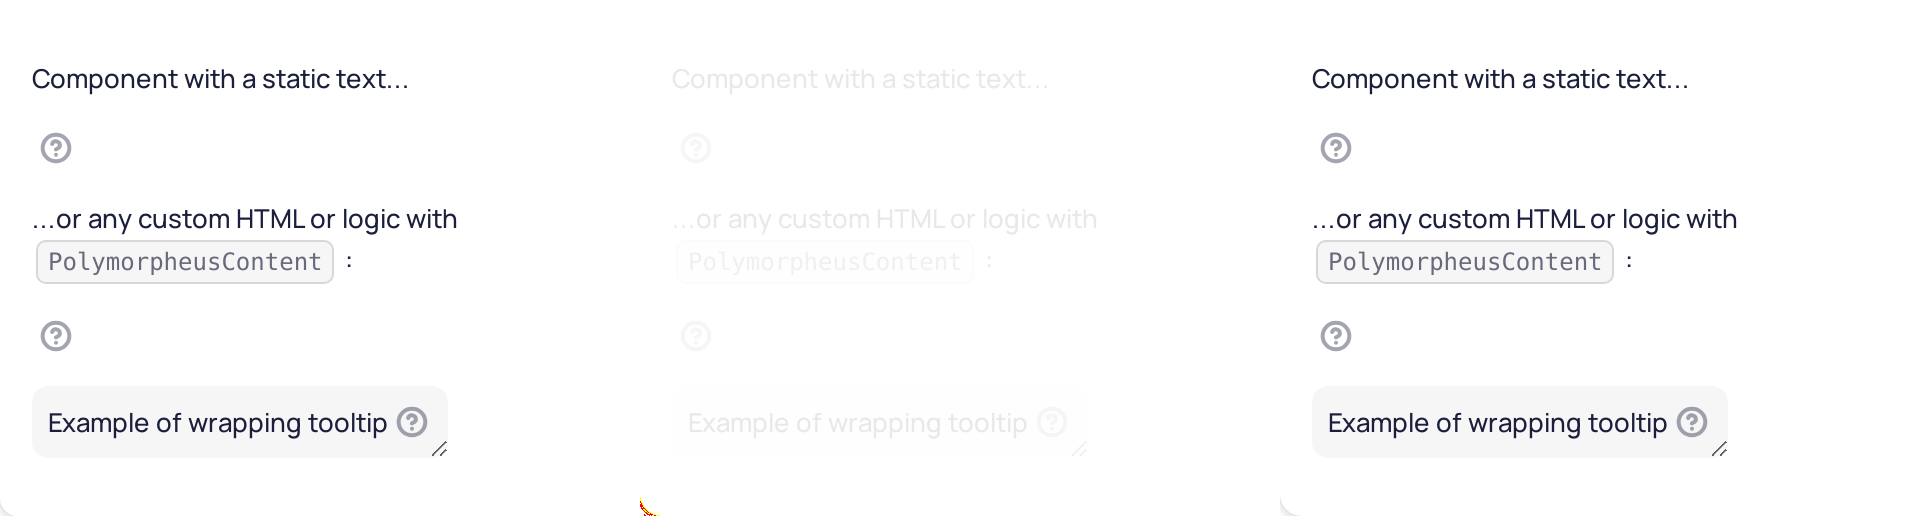 Component with a static text...
?
...or any custom HTML or logic with
PolymorpheusContent :
?
Example of wrapping tooltip ?
Component with a static text...
?
...or any custom HTML or logic with
PolymorpheusContent :
?
Example of wrapping tooltip ?
Component with a static text...
?
...or any custom HTML or logic with
PolymorpheusContent :
?
Example of wrapping tooltip ?